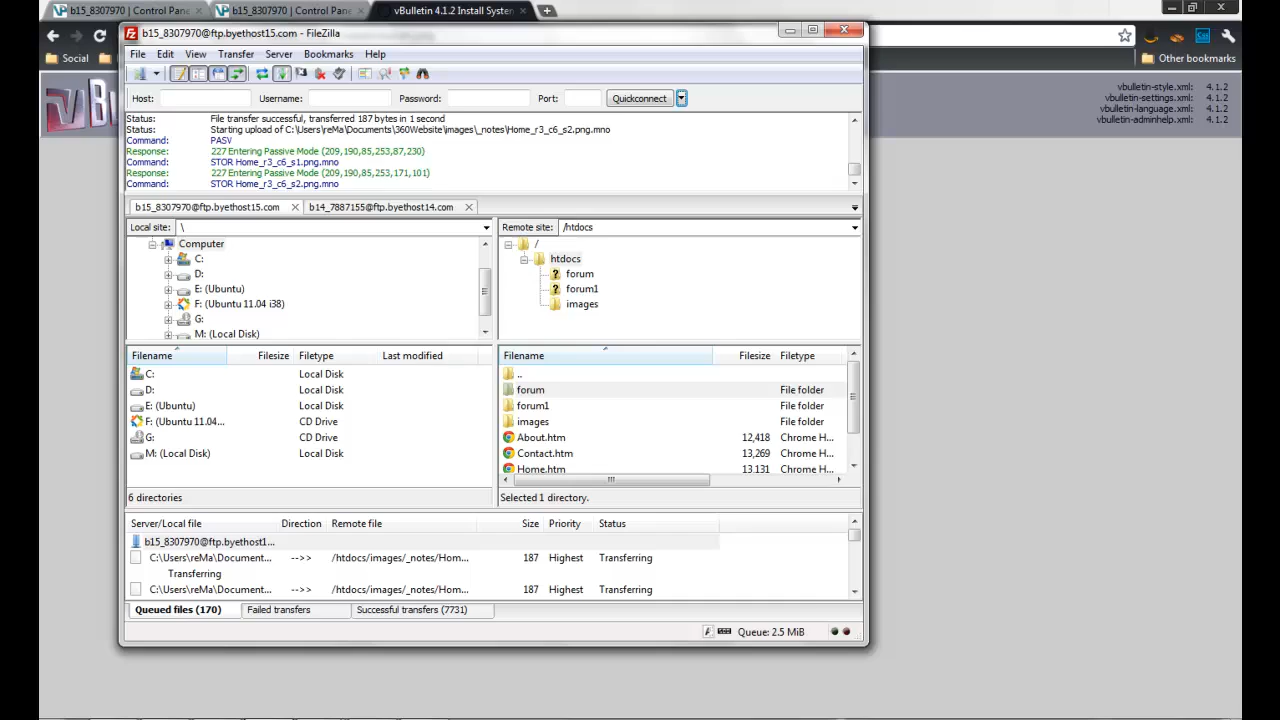 b15_8307970 | Control Pane
b15_8307970 | Control Pane
vBulletin 4.1.2 Install System
Social
Other bookmarks
b15_8307970@ftp.byethost15.com - FileZilla
File Edit View Transfer Server Bookmarks Help
Host: Username: Password: Port: Quickconnect
Status: File transfer successful, transferred 187 bytes in 1 second
Status: Starting upload of C:\Users\reMa\Documents\360Website\images\_notes\Home_r3_c6_s2.png.mno
Command: PASV
Response: 227 Entering Passive Mode (209,190,85,253,87,230)
Command: STOR Home_r3_c6_s1.png.mno
Response: 227 Entering Passive Mode (209,190,85,253,171,101)
Command: STOR Home_r3_c6_s2.png.mno
b15_8307970@ftp.byethost15.com
b14_7887155@ftp.byethost14.com
Local site: \
Computer
C:
D:
E: (Ubuntu)
F: (Ubuntu 11.04 i38)
G:
M: (Local Disk)
Remote site: /htdocs
/
htdocs
forum
forum1
images
Filename Filesize Filetype Last modified
C: Local Disk
D: Local Disk
E: (Ubuntu) Local Disk
F: (Ubuntu 11.04... CD Drive
G: CD Drive
M: (Local Disk) Local Disk
6 directories
Filename Filesize Filetype
..
forum File folder
forum1 File folder
images File folder
About.htm 12,418 Chrome H...
Contact.htm 13,269 Chrome H...
Home.htm 13,131 Chrome H...
Selected 1 directory.
Server/Local file Direction Remote file Size Priority Status
b15_8307970@ftp.byethost1...
C:\Users\reMa\Document... -->> /htdocs/images/_notes/Hom... 187 Highest Transferring
Transferring
C:\Users\reMa\Document... -->> /htdocs/images/_notes/Hom... 187 Highest Transferring
Queued files (170) Failed transfers Successful transfers (7731)
Queue: 2.5 MiB
vbulletin-style.xml: 4.1.2
vbulletin-settings.xml: 4.1.2
vbulletin-language.xml: 4.1.2
vbulletin-adminhelp.xml: 4.1.2
vBu